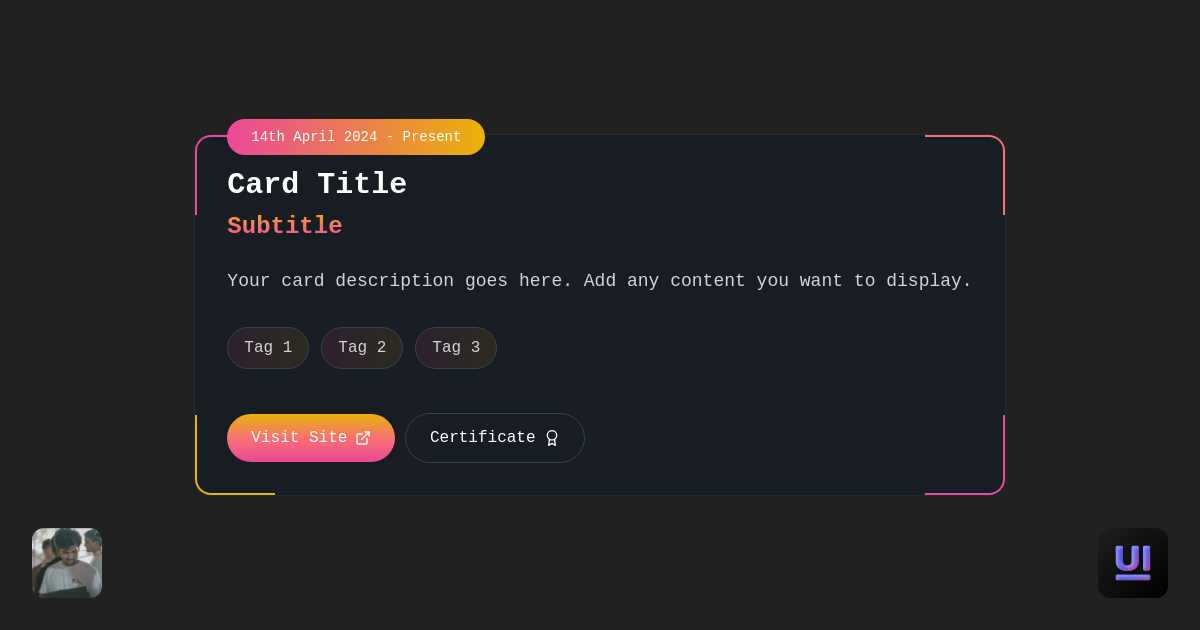 14th April 2024 - Present
Card Title
Subtitle
Your card description goes here. Add any content you want to display.
Tag 1 Tag 2 Tag 3
Visit Site Certificate
UI